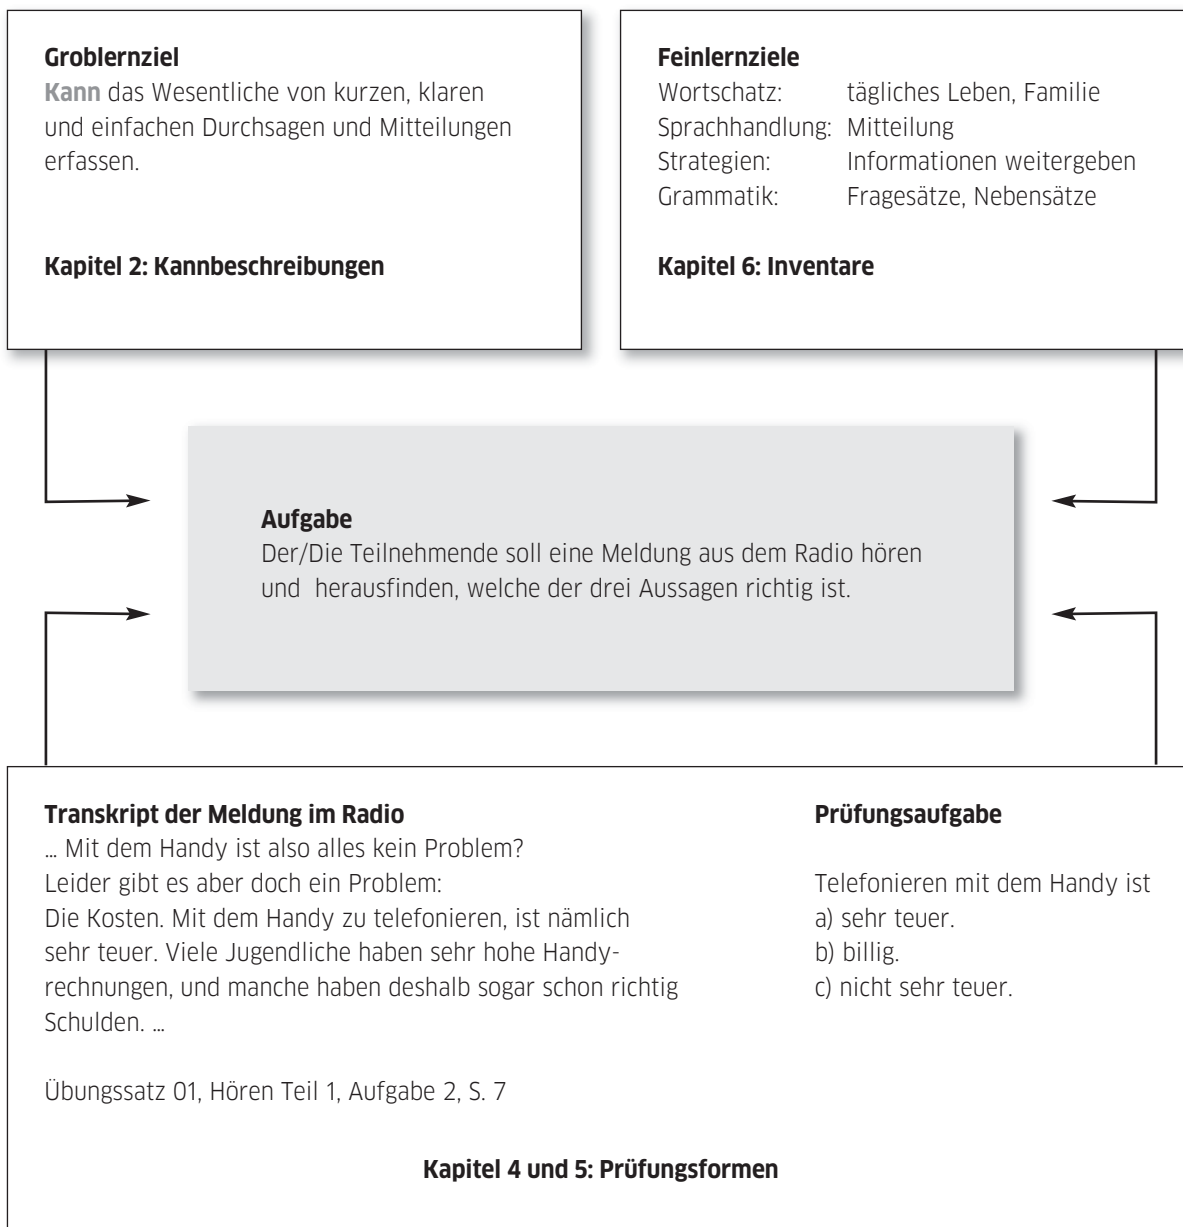 Groblernziel
Kann das Wesentliche von kurzen, klaren
und einfachen Durchsagen und Mitteilungen
erfassen.
Kapitel 2: Kannbeschreibungen
Feinlernziele
Wortschatz: tägliches Leben, Familie
Sprachhandlung: Mitteilung
Strategien: Informationen weitergeben
Grammatik: Fragesätze, Nebensätze
Kapitel 6: Inventare
Aufgabe
Der/Die Teilnehmende soll eine Meldung aus dem Radio hören
und herausfinden, welche der drei Aussagen richtig ist.
Transkript der Meldung im Radio
... Mit dem Handy ist also alles kein Problem?
Leider gibt es aber doch ein Problem:
Die Kosten. Mit dem Handy zu telefonieren, ist nämlich
sehr teuer. Viele Jugendliche haben sehr hohe Handy-
rechnungen, und manche haben deshalb sogar schon richtig
Schulden. ...
Übungssatz 01, Hören Teil 1, Aufgabe 2, S. 7
Prüfungsaufgabe
Telefonieren mit dem Handy ist
a) sehr teuer.
b) billig.
c) nicht sehr teuer.
Kapitel 4 und 5: Prüfungsformen